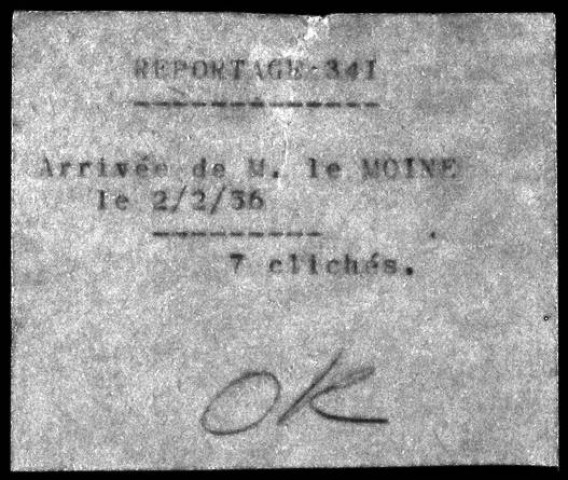 REPORTAGE-341
Arrivée de M. le MOINE
le 2/2/36
7 clichés.
OK